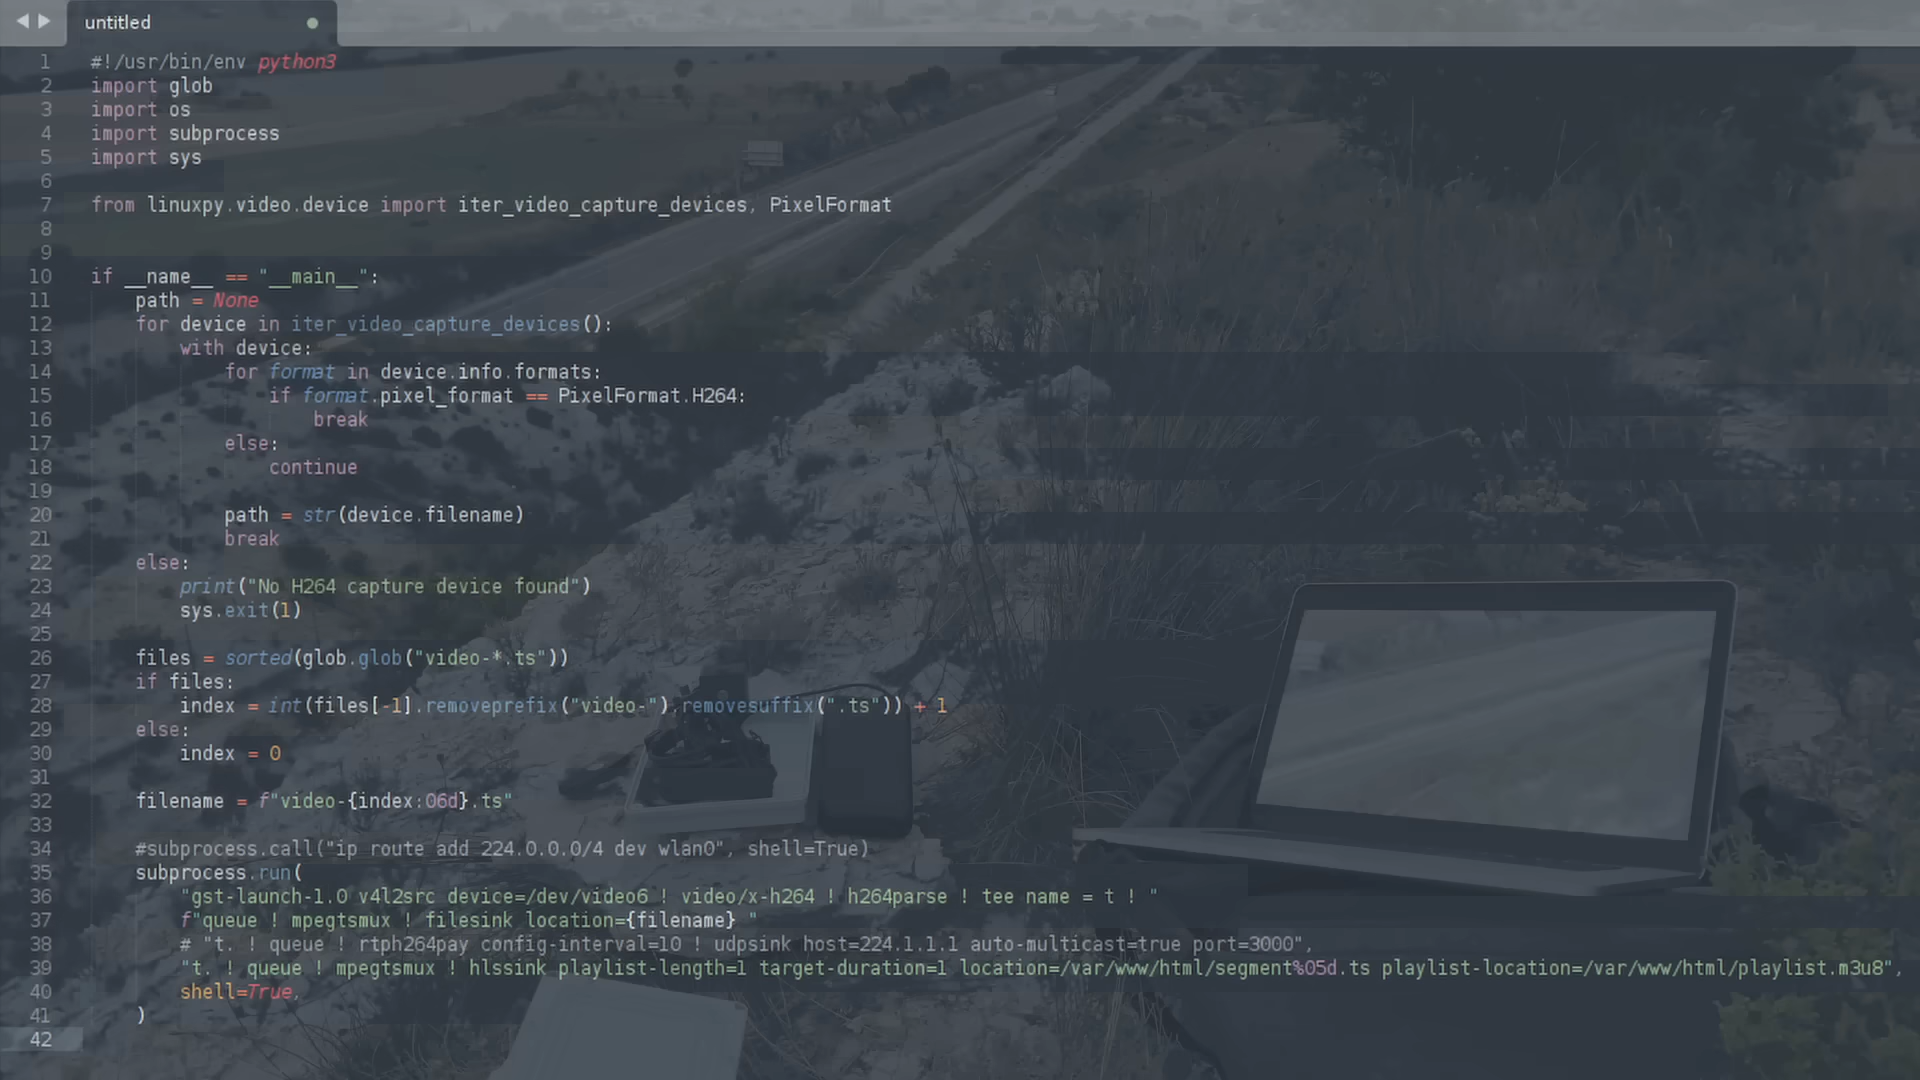 untitled
1 #!/usr/bin/env python3
2 import glob
3 import os
4 import subprocess
5 import sys
6
7 from linuxpy.video.device import iter_video_capture_devices, PixelFormat
8
9
10 if __name__ == "__main__":
11     path = None
12     for device in iter_video_capture_devices():
13         with device:
14             for format in device.info.formats:
15                 if format.pixel_format == PixelFormat.H264:
16                     break
17             else:
18                 continue
19
20             path = str(device.filename)
21             break
22     else:
23         print("No H264 capture device found")
24         sys.exit(1)
25
26     files = sorted(glob.glob("video-*.ts"))
27     if files:
28         index = int(files[-1].removeprefix("video-").removesuffix(".ts")) + 1
29     else:
30         index = 0
31
32     filename = f"video-{index:06d}.ts"
33
34     #subprocess.call("ip route add 224.0.0.0/4 dev wlan0", shell=True)
35     subprocess.run(
36         "gst-launch-1.0 v4l2src device=/dev/video6 ! video/x-h264 ! h264parse ! tee name = t ! "
37         f"queue ! mpegtsmux ! filesink location={filename} "
38         # "t. ! queue ! rtph264pay config-interval=10 ! udpsink host=224.1.1.1 auto-multicast=true port=3000",
39         "t. ! queue ! mpegtsmux ! hlssink playlist-length=1 target-duration=1 location=/var/www/html/segment%05d.ts playlist-location=/var/www/html/playlist.m3u8",
40         shell=True,
41     )
42